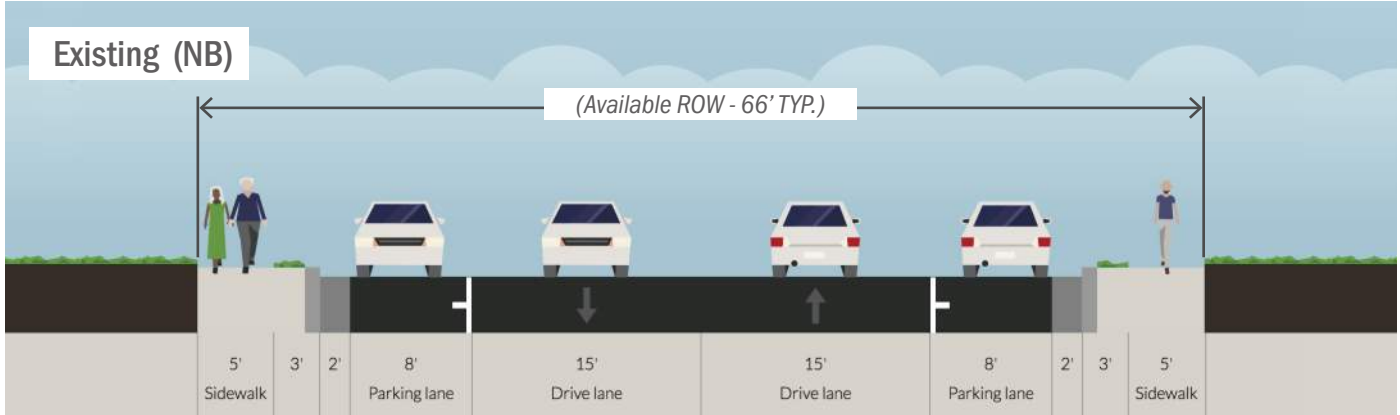 Existing (NB)
(Available ROW - 66' TYP.)
5' 3' 2' 8' 15' 15' 8' 2' 3' 5'
Sidewalk Parking lane Drive lane Drive lane Parking lane Sidewalk